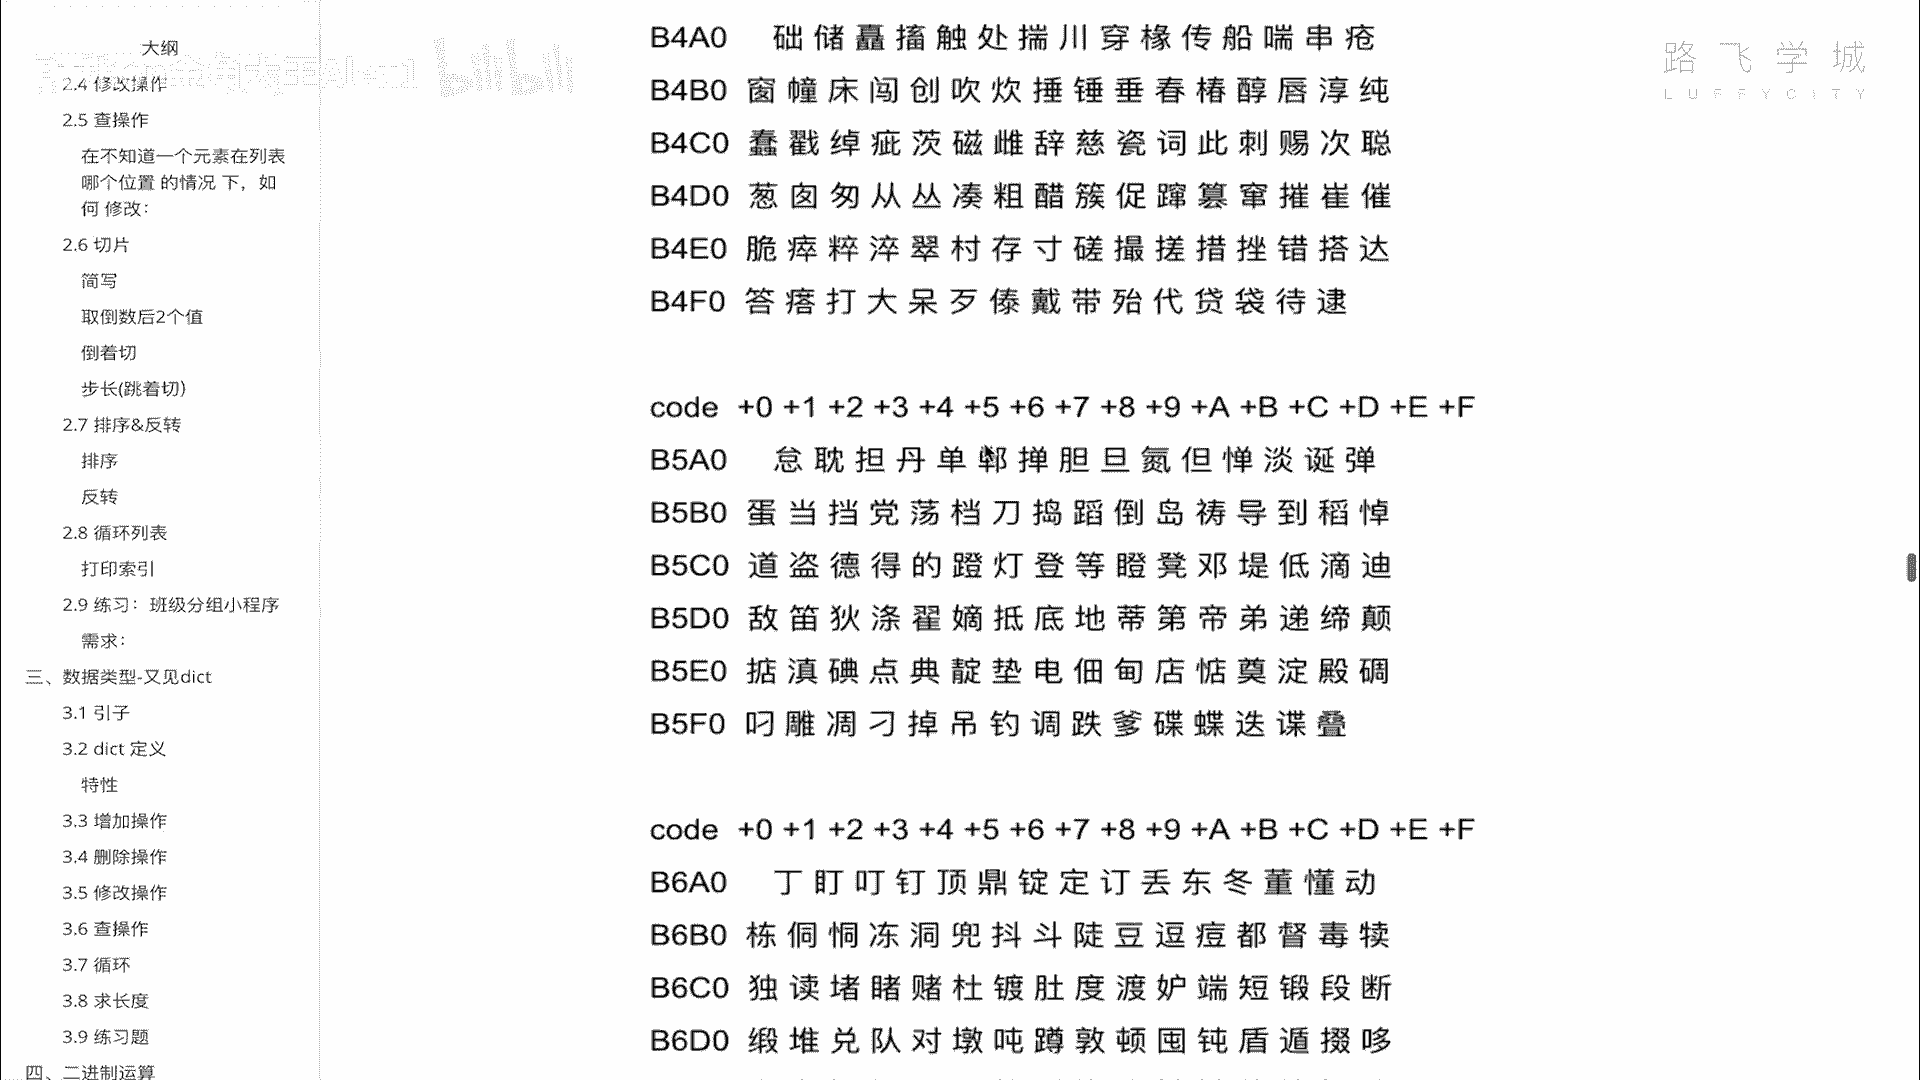 大纲
2.4 修改操作
2.5 查操作
在不知道一个元素在列表
哪个位置 的情况 下，如
何 修改：
2.6 切片
简写
取倒数后2个值
倒着切
步长(跳着切)
2.7 排序&反转
排序
反转
2.8 循环列表
打印索引
2.9 练习：班级分组小程序
需求：
三、数据类型-又见dict
3.1 引子
3.2 dict 定义
特性
3.3 增加操作
3.4 删除操作
3.5 修改操作
3.6 查操作
3.7 循环
3.8 求长度
3.9 练习题
四、二进制运算
B4A0 础 储 矗 搐 触 处 揣 川 穿 椽 传 船 喘 串 疮
B4B0 窗 幢 床 闯 创 吹 炊 捶 锤 垂 春 椿 醇 唇 淳 纯
B4C0 蠢 戳 绰 疵 茨 磁 雌 辞 慈 瓷 词 此 刺 赐 次 聪
B4D0 葱 囱 匆 从 丛 凑 粗 醋 簇 促 蹿 篡 窜 摧 崔 催
B4E0 脆 瘁 粹 淬 翠 村 存 寸 磋 撮 搓 措 挫 错 搭 达
B4F0 答 瘩 打 大 呆 歹 傣 戴 带 殆 代 贷 袋 待 逮
code +0 +1 +2 +3 +4 +5 +6 +7 +8 +9 +A +B +C +D +E +F
B5A0 怠 耽 担 丹 单 郸 掸 胆 旦 氮 但 惮 淡 诞 弹
B5B0 蛋 当 挡 党 荡 档 刀 捣 蹈 倒 岛 祷 导 到 稻 悼
B5C0 道 盗 德 得 的 蹬 灯 登 等 瞪 凳 邓 堤 低 滴 迪
B5D0 敌 笛 狄 涤 翟 嫡 抵 底 地 蒂 第 帝 弟 递 缔 颠
B5E0 掂 滇 碘 点 典 靛 垫 电 佃 甸 店 惦 奠 淀 殿 碉
B5F0 叼 雕 凋 刁 掉 吊 钓 调 跌 爹 碟 蝶 迭 谍 叠
code +0 +1 +2 +3 +4 +5 +6 +7 +8 +9 +A +B +C +D +E +F
B6A0 丁 盯 叮 钉 顶 鼎 锭 定 订 丢 东 冬 董 懂 动
B6B0 栋 侗 恫 冻 洞 兜 抖 斗 陡 豆 逗 痘 都 督 毒 犊
B6C0 独 读 堵 睹 赌 杜 镀 肚 度 渡 妒 端 短 锻 段 断
B6D0 缎 堆 兑 队 对 墩 吨 蹲 敦 顿 囤 钝 盾 遁 掇 哆
路飞学城
LUFFYCITY